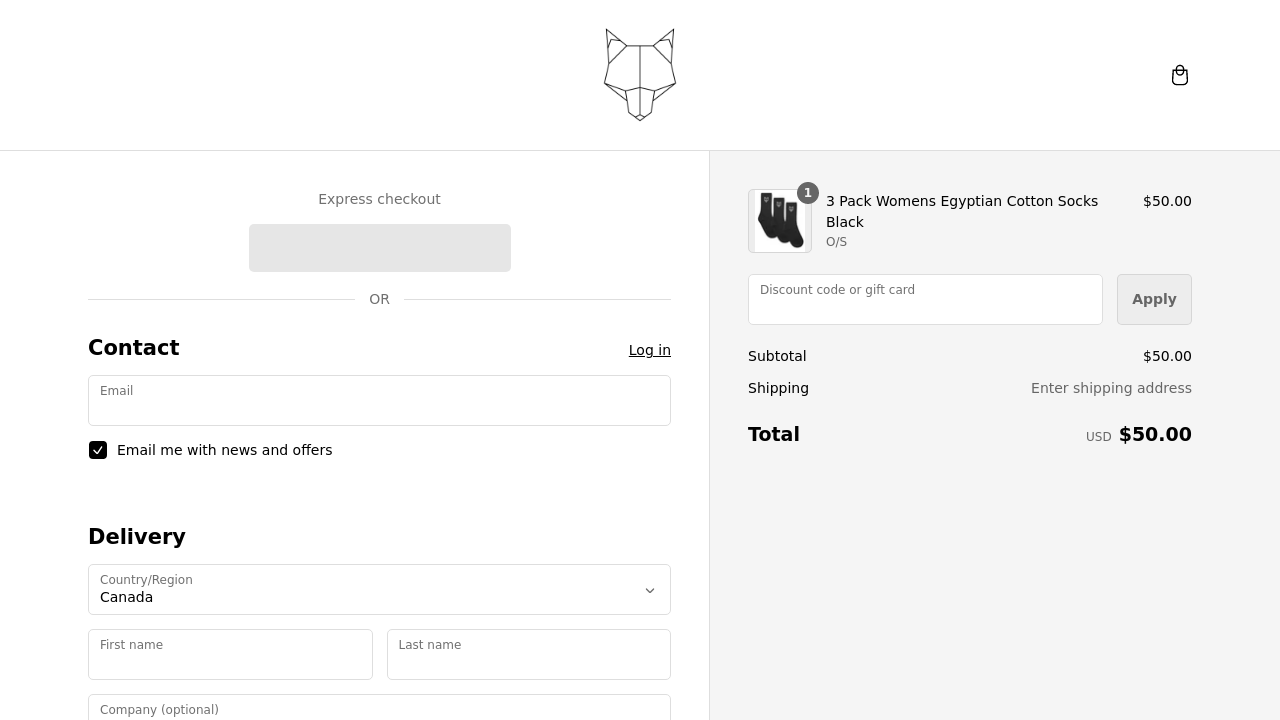 Express checkout
OR
Contact
Log in
Email
Email me with news and offers
Delivery
Country/Region
Canada
First name
Last name
Company (optional)
1
3 Pack Womens Egyptian Cotton Socks
Black
O/S
$50.00
Discount code or gift card
Apply
Subtotal
$50.00
Shipping
Enter shipping address
Total
USD $50.00